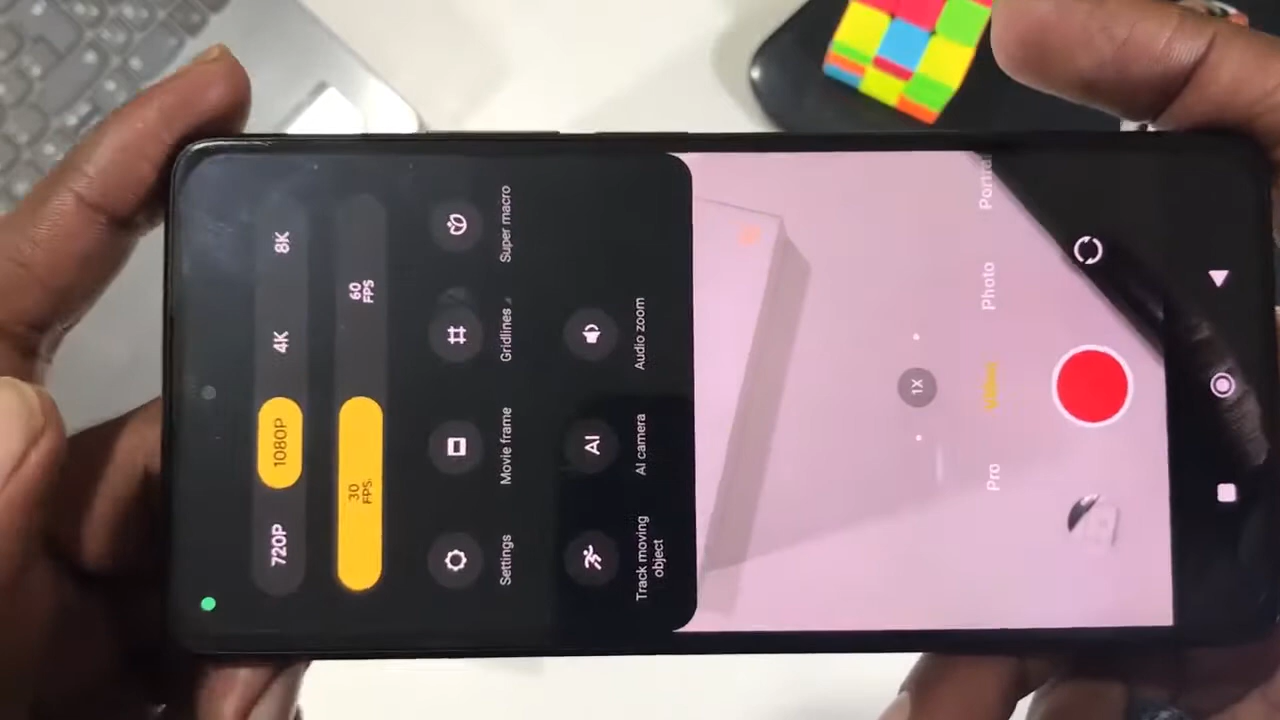 720P 1080P 4K 8K
30
FPS
60
FPS
Settings Movie frame Gridlines Super macro
Track moving
object
AI
AI camera Audio zoom
1X
Pro Video Photo